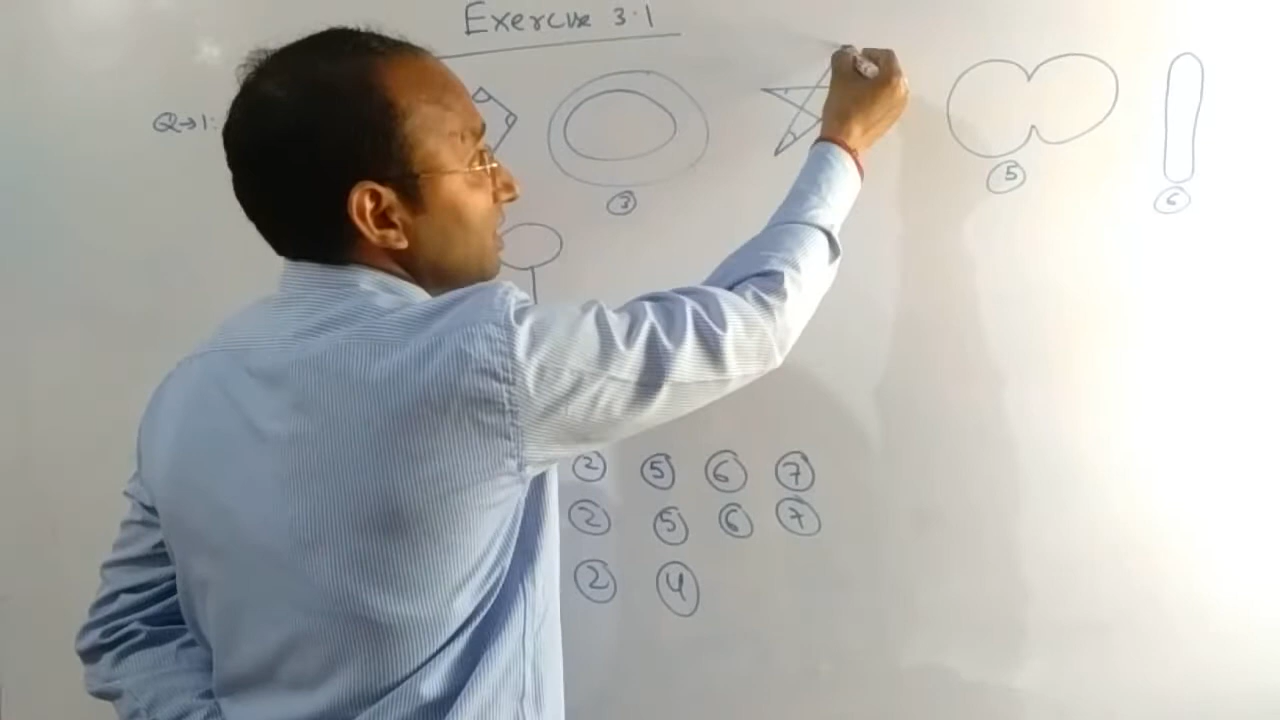 Exercise 3.1
Q→1:
③ ⑤ ⑥
② ⑤ ⑥ ⑦
② ⑤ ⑥ ⑦
② ④